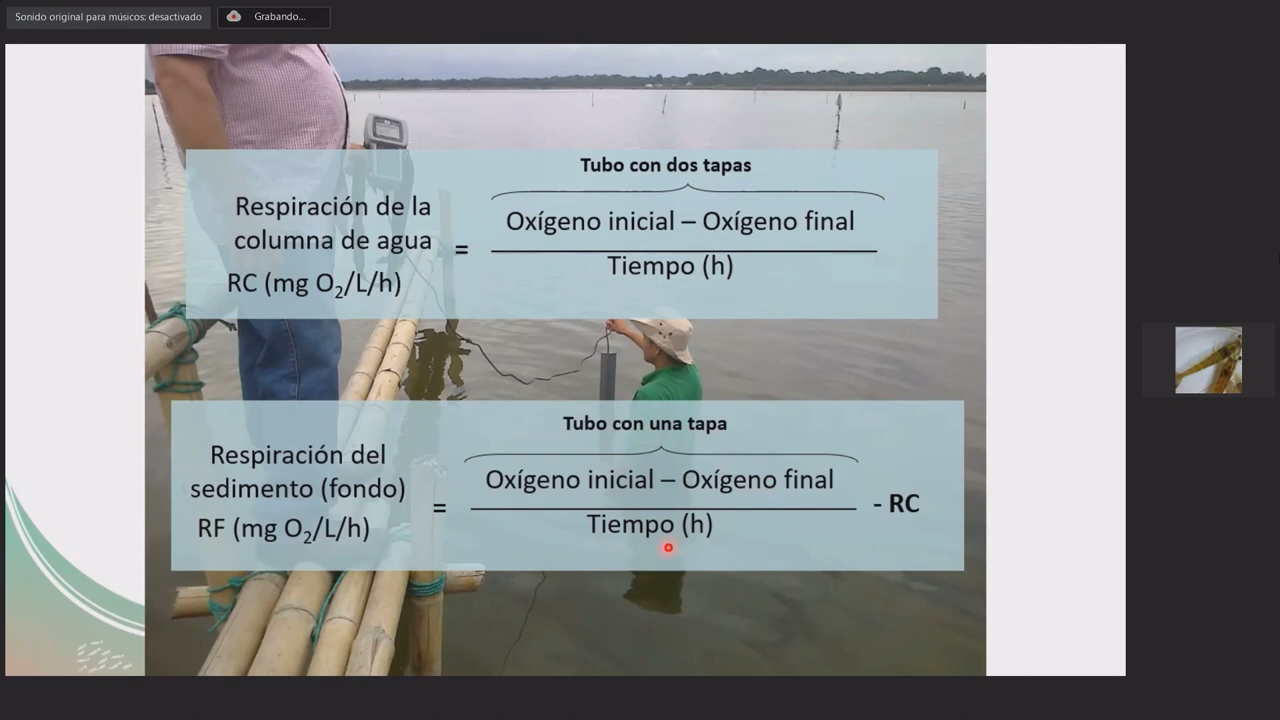 Sonido original para músicos: desactivado
Grabando...
Tubo con dos tapas
Respiración de la
columna de agua
RC (mg O₂/L/h)
=
Oxígeno inicial – Oxígeno final
Tiempo (h)
Tubo con una tapa
Respiración del
sedimento (fondo)
RF (mg O₂/L/h)
=
Oxígeno inicial – Oxígeno final
Tiempo (h)
- RC